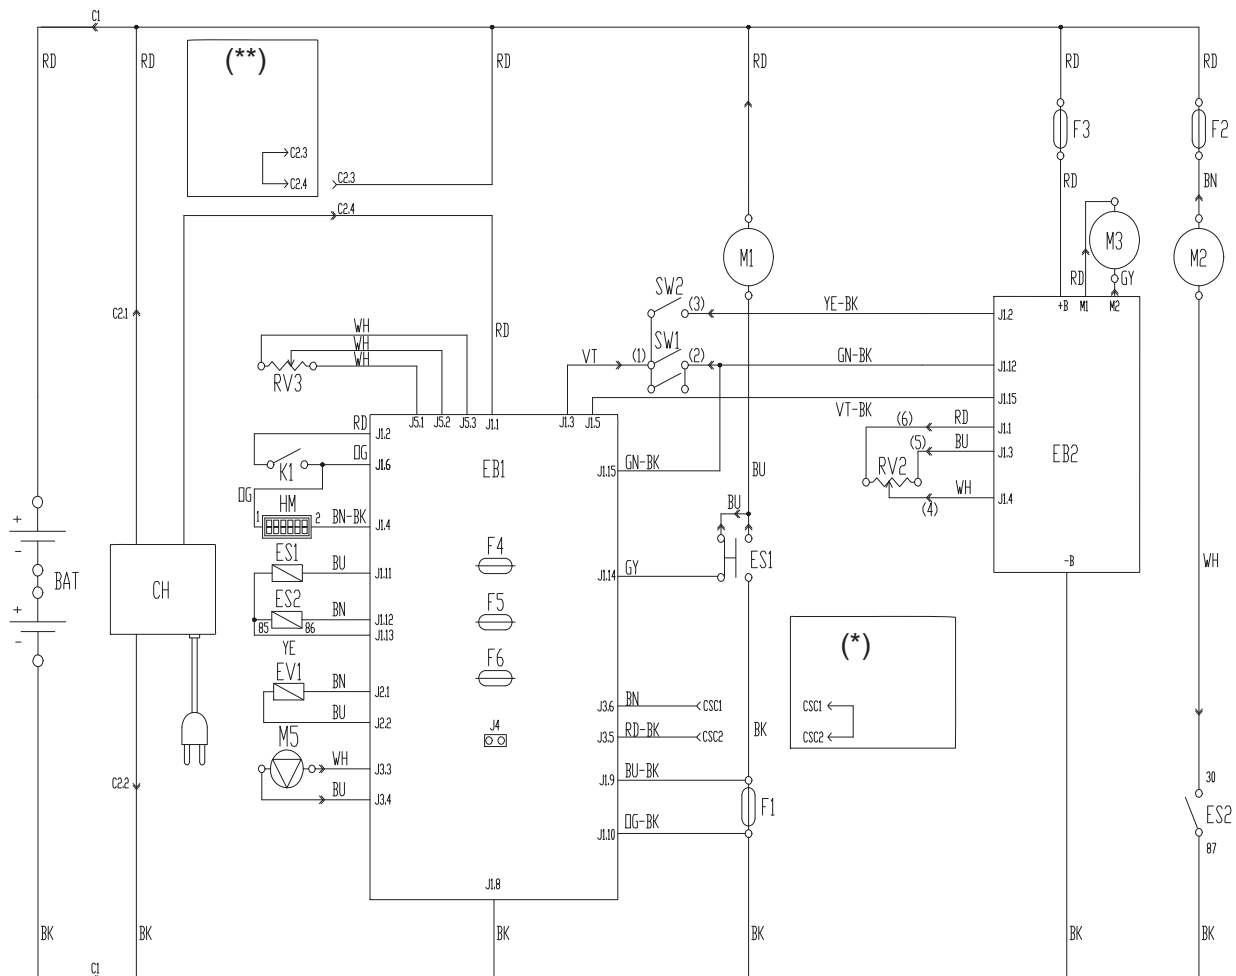 C1
RD
RD
(**)
RD
RD
RD
RD
C2.3
C2.4
C2.3
C2.4
F3
F2
RD
BN
M1
M3
M2
RD
GY
C2.1
SW2
(3)
YE-BK
J1.2
+B
M1
M2
WH
WH
WH
RD
RV3
VT
(1)
SW1
(2)
GN-BK
J1.12
J1.15
J5.1
J5.2
J5.3
J1.1
J1.3
J1.5
VT-BK
(6)
RD
J1.1
RD
J1.2
OG
J1.6
K1
EB1
GN-BK
J1.15
BU
(5)
BU
J1.3
EB2
RV2
WH
J1.4
(4)
OG
1
HM
2
BN-BK
J1.4
BU
+
-
BAT
+
-
CH
ES1
BU
J1.11
F4
GY
J1.14
ES1
-B
WH
ES2
BN
J1.12
85
86
J1.13
YE
F5
(*)
EV1
BN
J2.1
BU
J2.2
F6
J4
BN
J3.6
CSC1
RD-BK
J3.5
CSC2
CSC1
CSC2
BK
M5
WH
J3.3
BU
J3.4
C2.2
BU-BK
J1.9
F1
OG-BK
J1.10
30
ES2
87
J1.8
BK
BK
BK
BK
BK
BK
C1